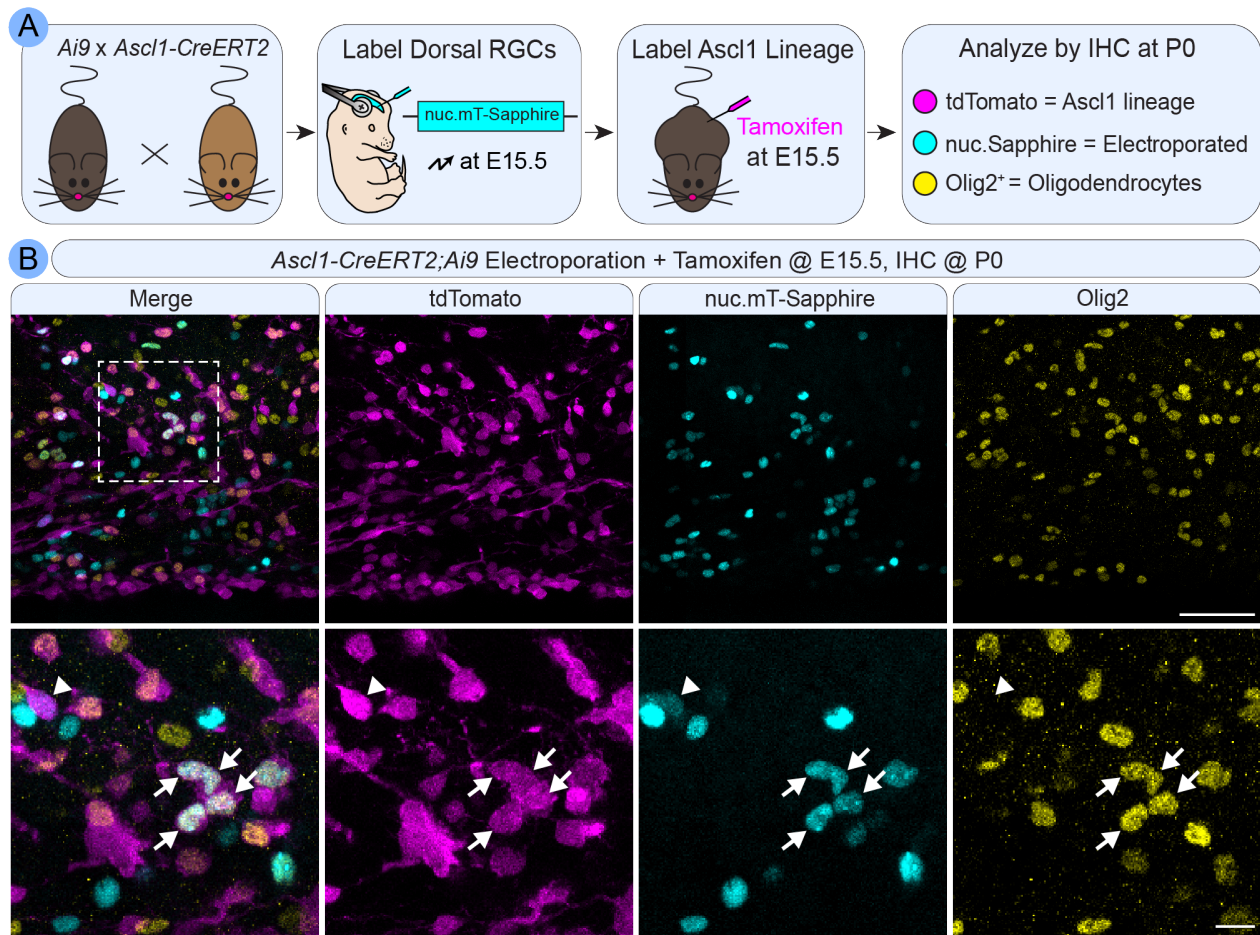 A
Ai9 x Ascl1-CreERT2
Label Dorsal RGCs
nuc.mT-Sapphire
at E15.5
Label Ascl1 Lineage
Tamoxifen
at E15.5
Analyze by IHC at P0
tdTomato = Ascl1 lineage
nuc.Sapphire = Electroporated
Olig2⁺ = Oligodendrocytes
B
Ascl1-CreERT2;Ai9 Electroporation + Tamoxifen @ E15.5, IHC @ P0
Merge
tdTomato
nuc.mT-Sapphire
Olig2